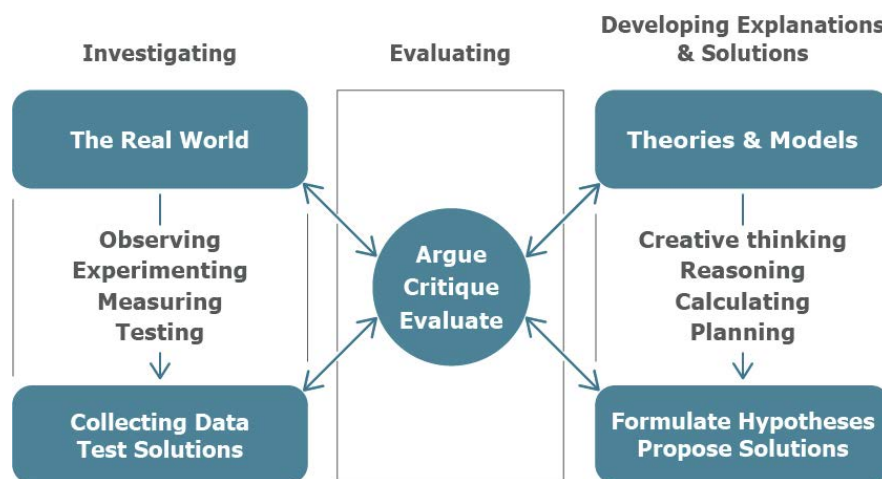 Investigating
Evaluating
Developing Explanations
& Solutions
The Real World
Observing
Experimenting
Measuring
Testing
Collecting Data
Test Solutions
Argue
Critique
Evaluate
Theories & Models
Creative thinking
Reasoning
Calculating
Planning
Formulate Hypotheses
Propose Solutions